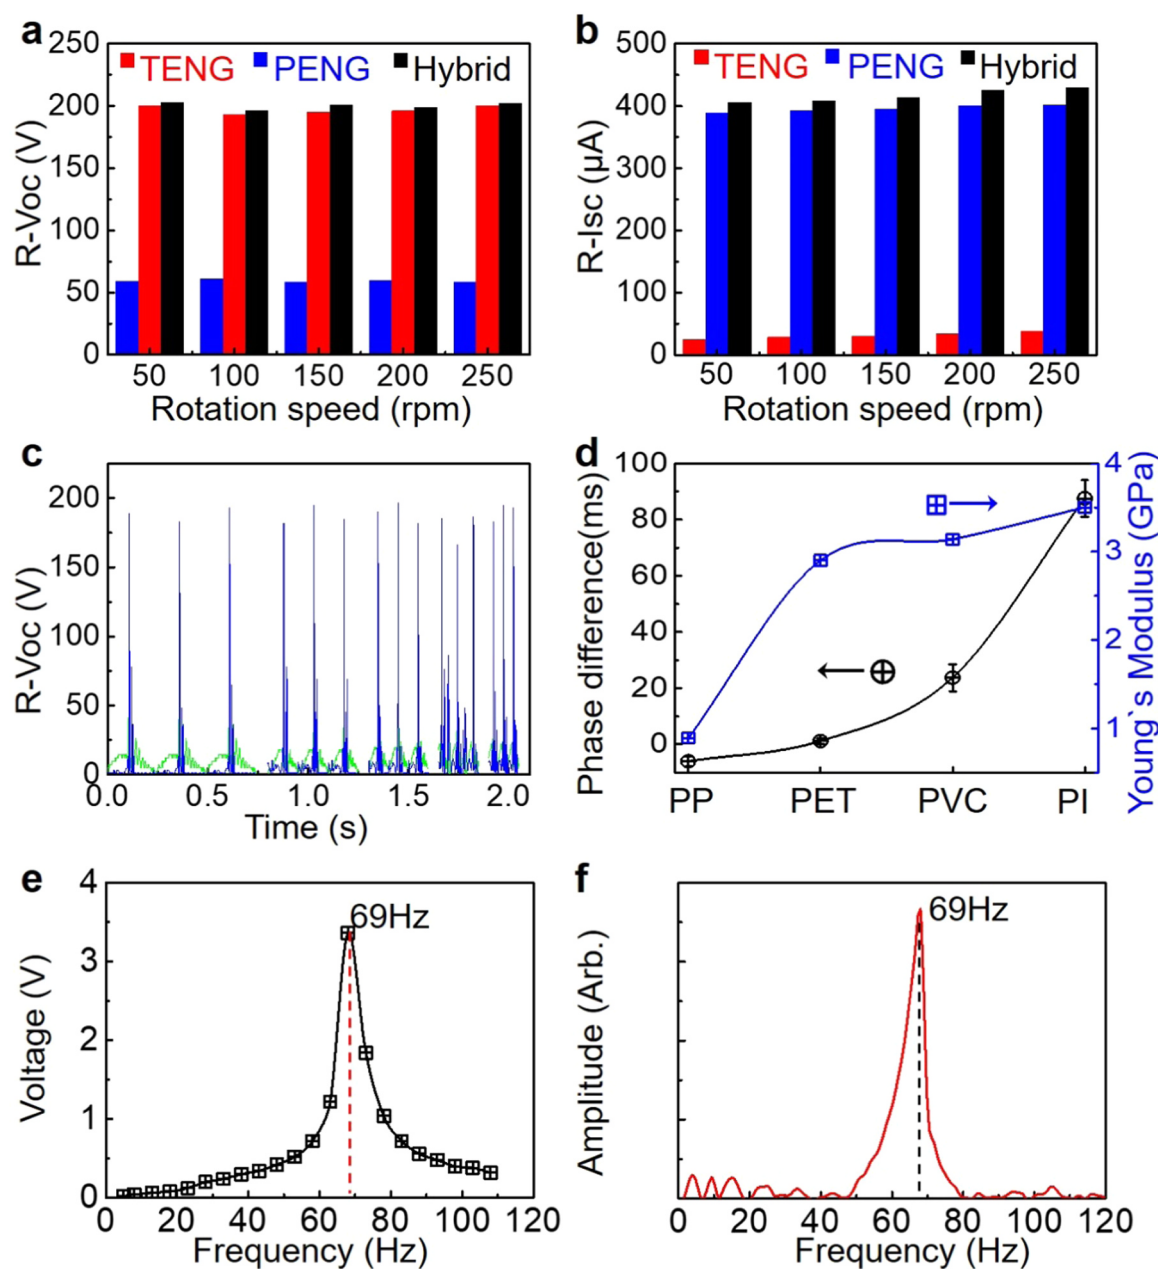 a
250
200
150
100
50
0
R-Voc (V)
TENG PENG Hybrid
50 100 150 200 250
Rotation speed (rpm)
b
500
400
300
200
100
0
R-Isc (µA)
TENG PENG Hybrid
50 100 150 200 250
Rotation speed (rpm)
c
200
150
100
50
0
R-Voc (V)
0.0 0.5 1.0 1.5 2.0
Time (s)
d
100
80
60
40
20
0
Phase difference(ms)
4
3
2
1
Young`s Modulus (GPa)
PP PET PVC PI
e
4
3
2
1
0
Voltage (V)
69Hz
0 20 40 60 80 100 120
Frequency (Hz)
f
Amplitude (Arb.)
69Hz
0 20 40 60 80 100 120
Frequency (Hz)